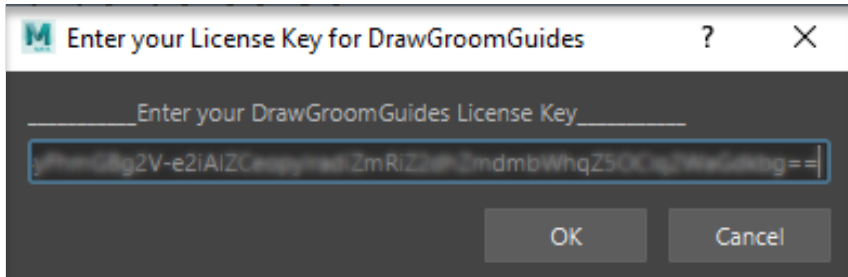 Enter your License Key for DrawGroomGuides ? ×
__________Enter your DrawGroomGuides License Key__________
OK Cancel